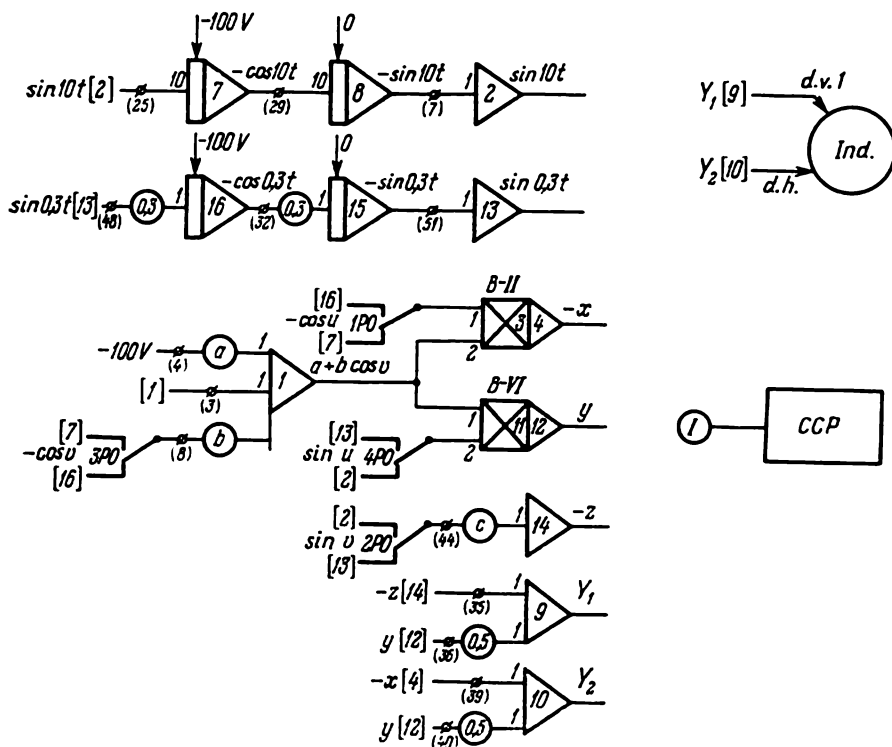 -100V 0
sin10t[2] (25) 10 7 -cos10t (29) 10 8 -sin10t (7) 1 2 sin10t
Y₁[9] d.v.1
Y₂[10] d.h. Ind.
-100V 0
sin0,3t[13] (48) 0,3 1 16 -cos0,3t (32) 0,3 1 15 -sin0,3t (51) 1 13 sin0,3t
[16] -cosu 1PO [7] B-II 1 2 3 4 -x
-100V (4) a 1
[1] (3) 1 1 a+b cosv
[7] -cosv 3PO [16] (8) b
B-VI 1 2 11 12 y
[13] sin u 4PO [2]
I CCP
[2] sin v 2PO [13] (44) c 1 14 -z
-z[14] (35) 1 9 Y₁
y[12] (36) 0,5 1
-x[4] (39) 1 10 Y₂
y[12] (40) 0,5 1